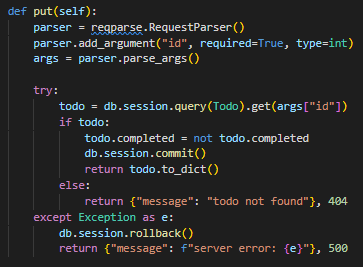 def put(self):
    parser = reqparse.RequestParser()
    parser.add_argument("id", required=True, type=int)
    args = parser.parse_args()

    try:
        todo = db.session.query(Todo).get(args["id"])
        if todo:
            todo.completed = not todo.completed
            db.session.commit()
            return todo.to_dict()
        else:
            return {"message": "todo not found"}, 404
    except Exception as e:
        db.session.rollback()
        return {"message": f"server error: {e}"}, 500